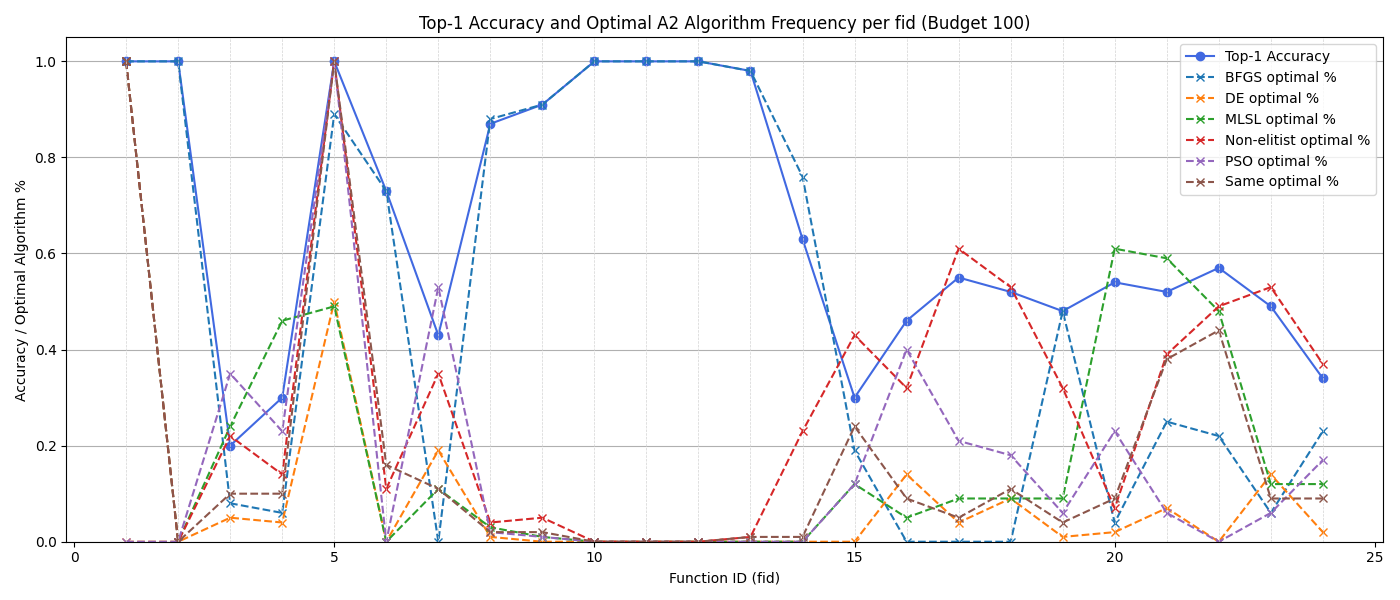 Top-1 Accuracy and Optimal A2 Algorithm Frequency per fid (Budget 100)
Accuracy / Optimal Algorithm %
1.0
0.8
0.6
0.4
0.2
0.0
Top-1 Accuracy
BFGS optimal %
DE optimal %
MLSL optimal %
Non-elitist optimal %
PSO optimal %
Same optimal %
0
5
10
15
20
25
Function ID (fid)